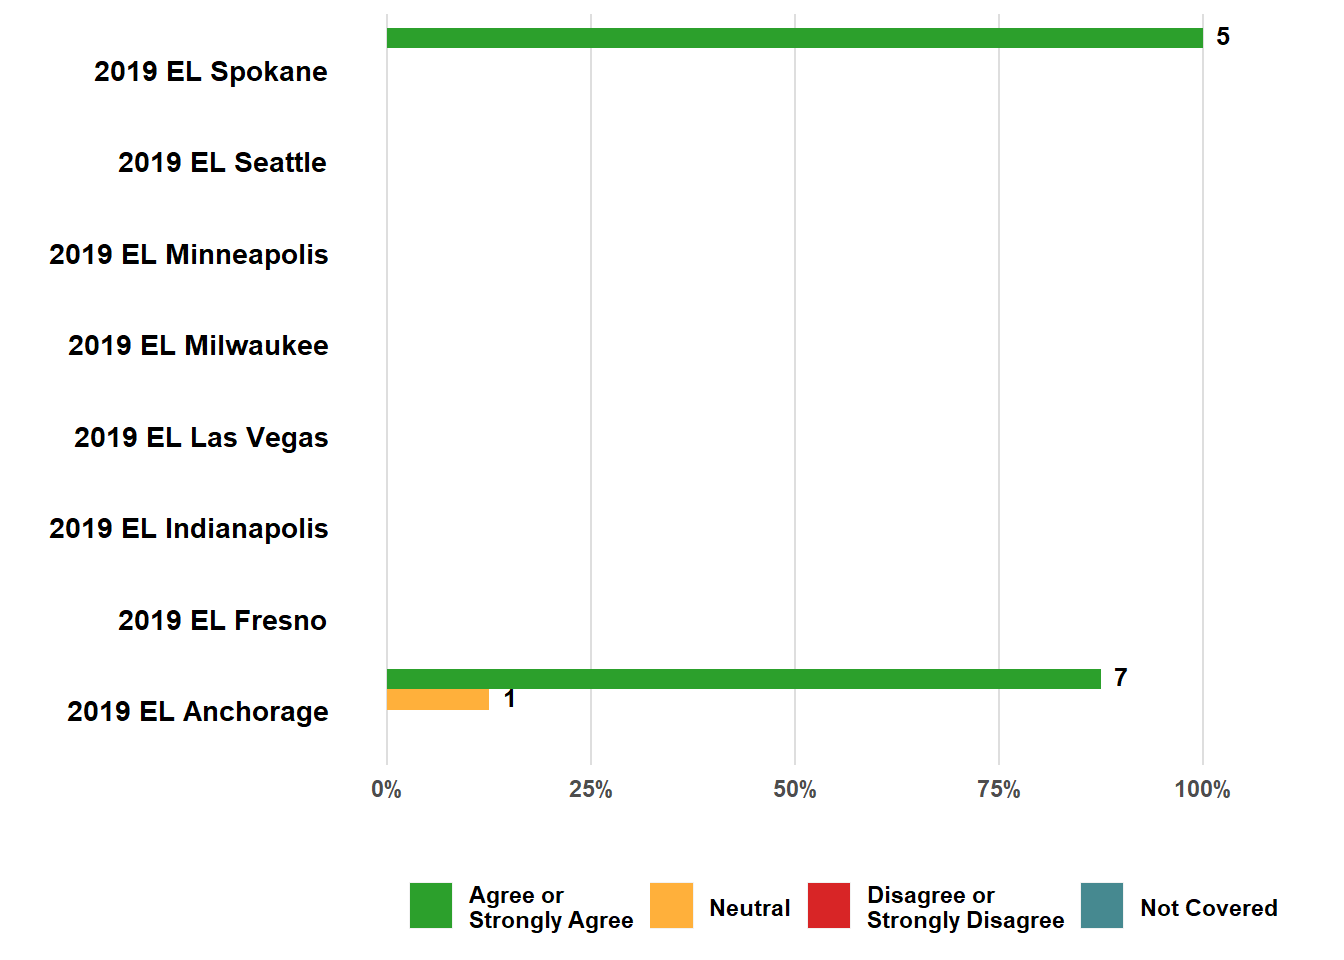 5
2019 EL Spokane
2019 EL Seattle
2019 EL Minneapolis
2019 EL Milwaukee
2019 EL Las Vegas
2019 EL Indianapolis
2019 EL Fresno
7
1
2019 EL Anchorage
0% 25% 50% 75% 100%
Agree or
Strongly Agree
Neutral
Disagree or
Strongly Disagree
Not Covered